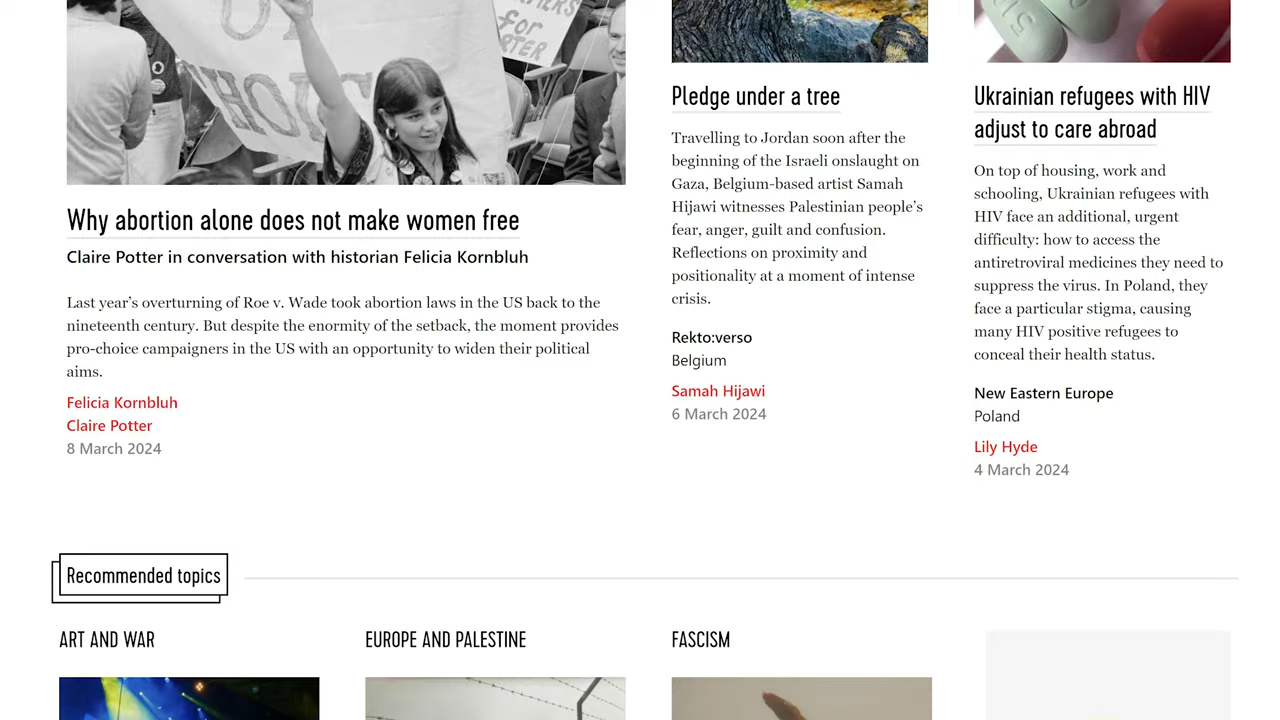 HOIC
for
Why abortion alone does not make women free
Claire Potter in conversation with historian Felicia Kornbluh
Last year’s overturning of Roe v. Wade took abortion laws in the US back to the
nineteenth century. But despite the enormity of the setback, the moment provides
pro-choice campaigners in the US with an opportunity to widen their political
aims.
Felicia Kornbluh
Claire Potter
8 March 2024
Pledge under a tree
Travelling to Jordan soon after the
beginning of the Israeli onslaught on
Gaza, Belgium-based artist Samah
Hijawi witnesses Palestinian people’s
fear, anger, guilt and confusion.
Reflections on proximity and
positionality at a moment of intense
crisis.
Rekto:verso
Belgium
Samah Hijawi
6 March 2024
Ukrainian refugees with HIV
adjust to care abroad
On top of housing, work and
schooling, Ukrainian refugees with
HIV face an additional, urgent
difficulty: how to access the
antiretroviral medicines they need to
suppress the virus. In Poland, they
face a particular stigma, causing
many HIV positive refugees to
conceal their health status.
New Eastern Europe
Poland
Lily Hyde
4 March 2024
Recommended topics
ART AND WAR
EUROPE AND PALESTINE
FASCISM